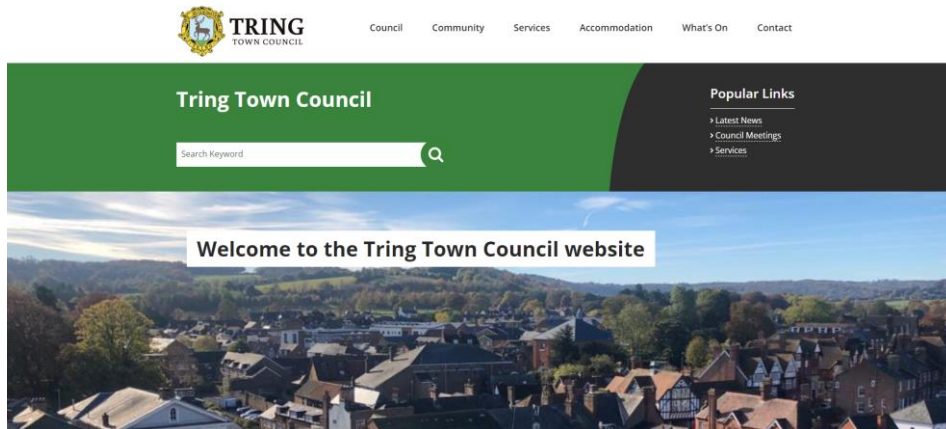 TRING
TOWN COUNCIL
Council Community Services Accommodation What's On Contact
Tring Town Council
Search Keyword
Popular Links
› Latest News
› Council Meetings
› Services
Welcome to the Tring Town Council website